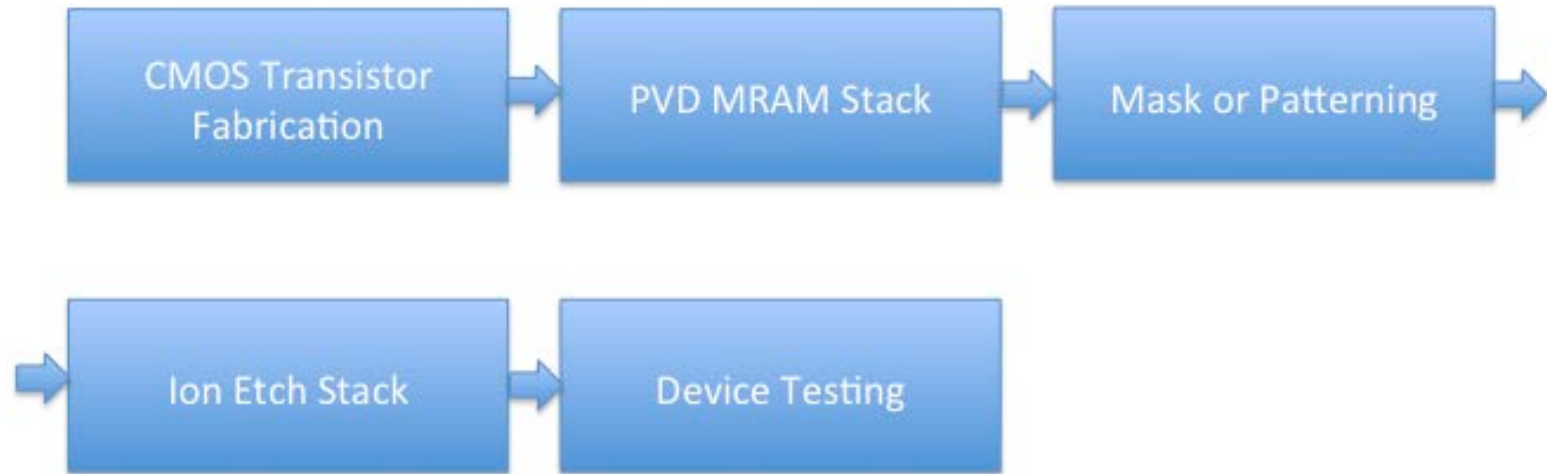 CMOS Transistor
Fabrication
PVD MRAM Stack
Mask or Patterning
Ion Etch Stack
Device Testing